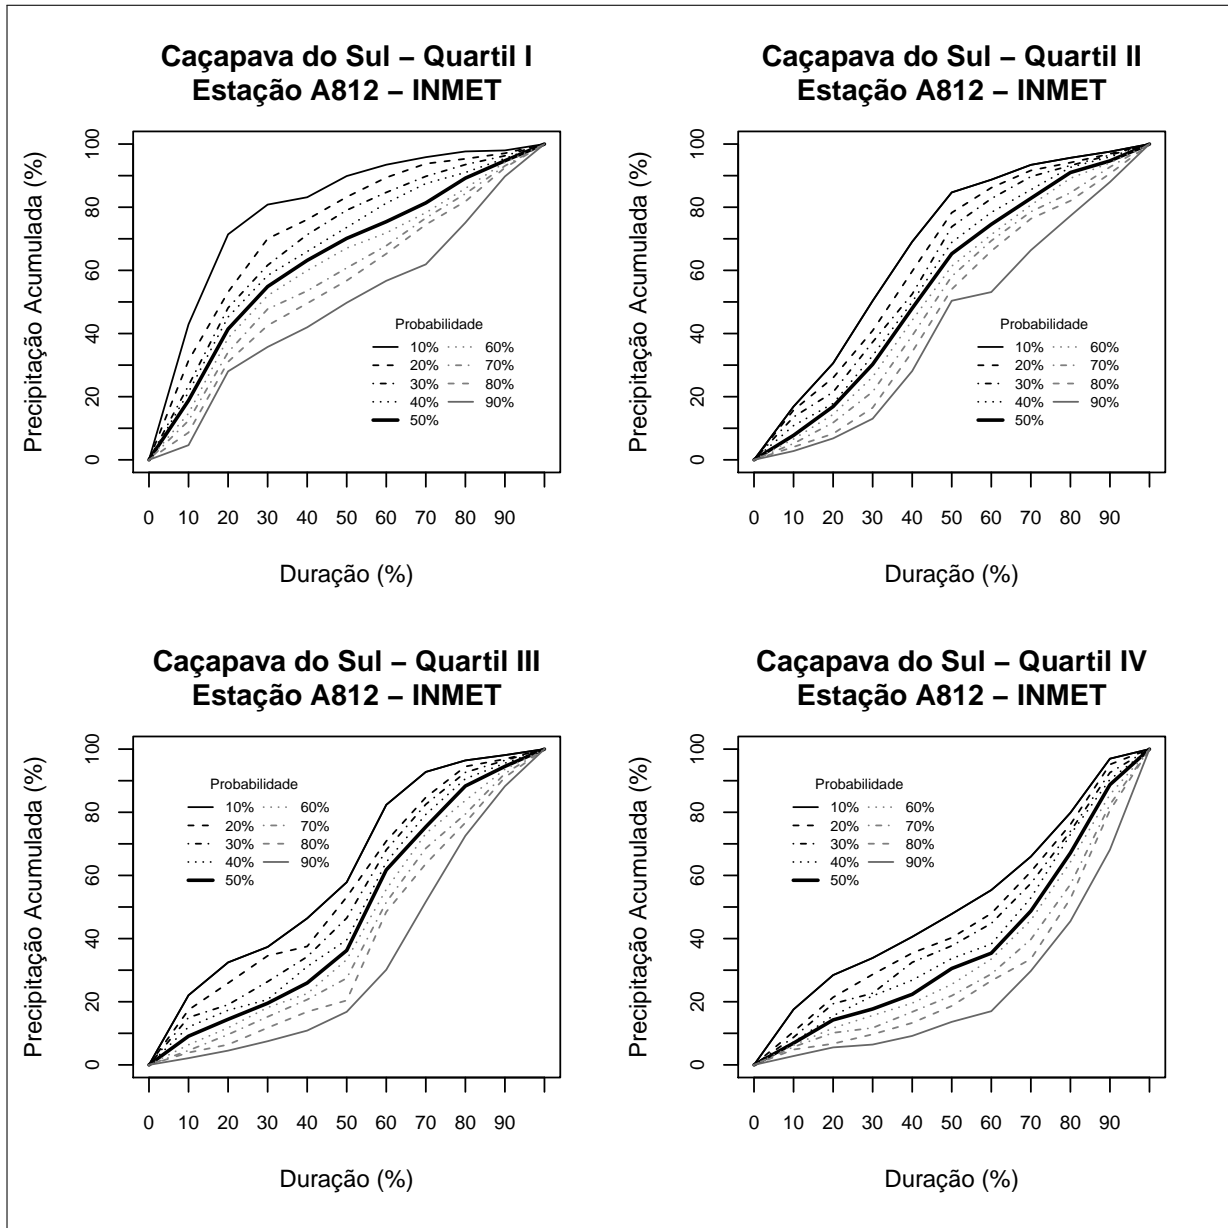 Caçapava do Sul – Quartil I
Estação A812 – INMET
Precipitação Acumulada (%)
100
80
60
40
20
0
Probabilidade
10% 60%
20% 70%
30% 80%
40% 90%
50%
0 10 20 30 40 50 60 70 80 90
Duração (%)
Caçapava do Sul – Quartil II
Estação A812 – INMET
Precipitação Acumulada (%)
100
80
60
40
20
0
Probabilidade
10% 60%
20% 70%
30% 80%
40% 90%
50%
0 10 20 30 40 50 60 70 80 90
Duração (%)
Caçapava do Sul – Quartil III
Estação A812 – INMET
Precipitação Acumulada (%)
100
80
60
40
20
0
Probabilidade
10% 60%
20% 70%
30% 80%
40% 90%
50%
0 10 20 30 40 50 60 70 80 90
Duração (%)
Caçapava do Sul – Quartil IV
Estação A812 – INMET
Precipitação Acumulada (%)
100
80
60
40
20
0
Probabilidade
10% 60%
20% 70%
30% 80%
40% 90%
50%
0 10 20 30 40 50 60 70 80 90
Duração (%)